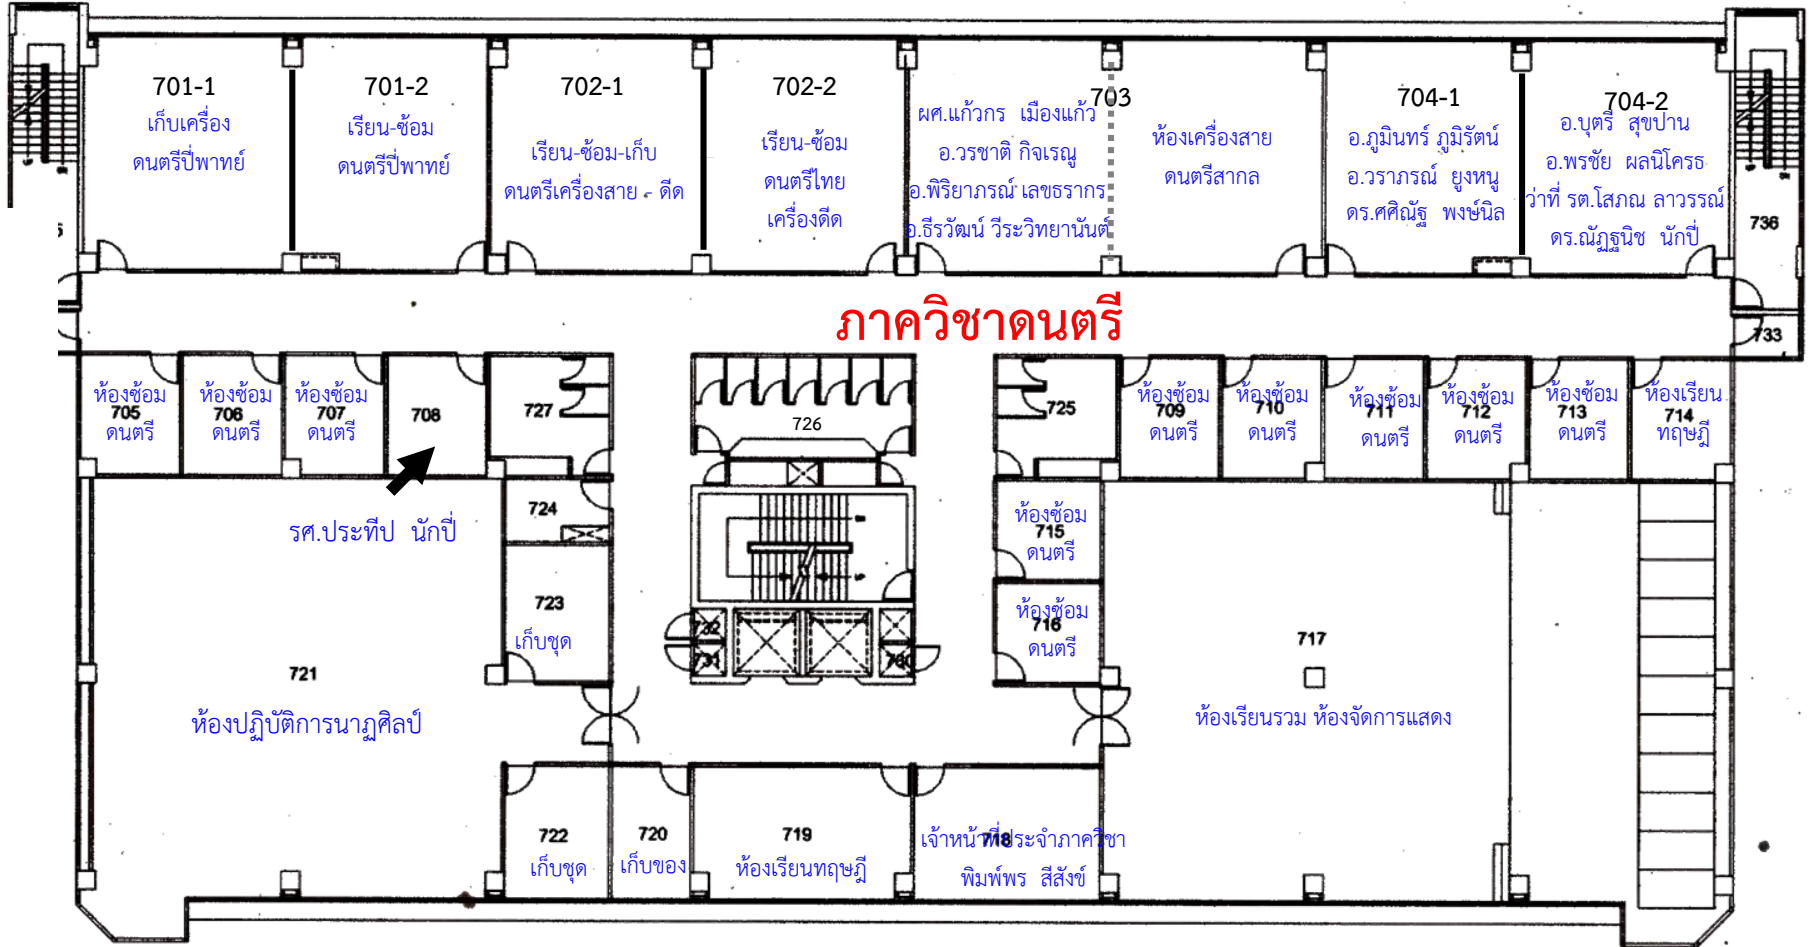 701-1
เก็บเครื่อง
ดนตรีปี่พาทย์
701-2
เรียน-ซ้อม
ดนตรีปี่พาทย์
702-1
เรียน-ซ้อม-เก็บ
ดนตรีเครื่องสาย - ดีด
702-2
เรียน-ซ้อม
ดนตรีไทย
เครื่องดีด
703
ผศ.แก้วกร เมืองแก้ว
อ.วรชาติ กิจเรณู
อ.พิริยาภรณ์ เลขธรากร
อ.ธีรวัฒน์ วีระวิทยานันต์
ห้องเครื่องสาย
ดนตรีสากล
704-1
อ.ภูมินทร์ ภูมิรัตน์
อ.วราภรณ์ ยูงหนู
ดร.ศศิณัฐ พงษ์นิล
704-2
อ.บุตรี สุขปาน
อ.พรชัย ผลนิโครธ
ว่าที่ รต.โสภณ ลาวรรณ์
ดร.ณัฏฐนิช นักปี่
736
733
ภาควิชาดนตรี
ห้องซ้อม
705
ดนตรี
ห้องซ้อม
706
ดนตรี
ห้องซ้อม
707
ดนตรี
708
รศ.ประทีป นักปี่
727
726
725
ห้องซ้อม
709
ดนตรี
ห้องซ้อม
710
ดนตรี
ห้องซ้อม
711
ดนตรี
ห้องซ้อม
712
ดนตรี
ห้องซ้อม
713
ดนตรี
ห้องเรียน
714
ทฤษฎี
724
723
เก็บชุด
ห้องซ้อม
715
ดนตรี
ห้องซ้อม
716
ดนตรี
732
731
730
721
ห้องปฏิบัติการนาฏศิลป์
717
ห้องเรียนรวม ห้องจัดการแสดง
722
เก็บชุด
720
เก็บของ
719
ห้องเรียนทฤษฎี
718
เจ้าหน้าที่ประจำภาควิชา
พิมพ์พร สีสังข์